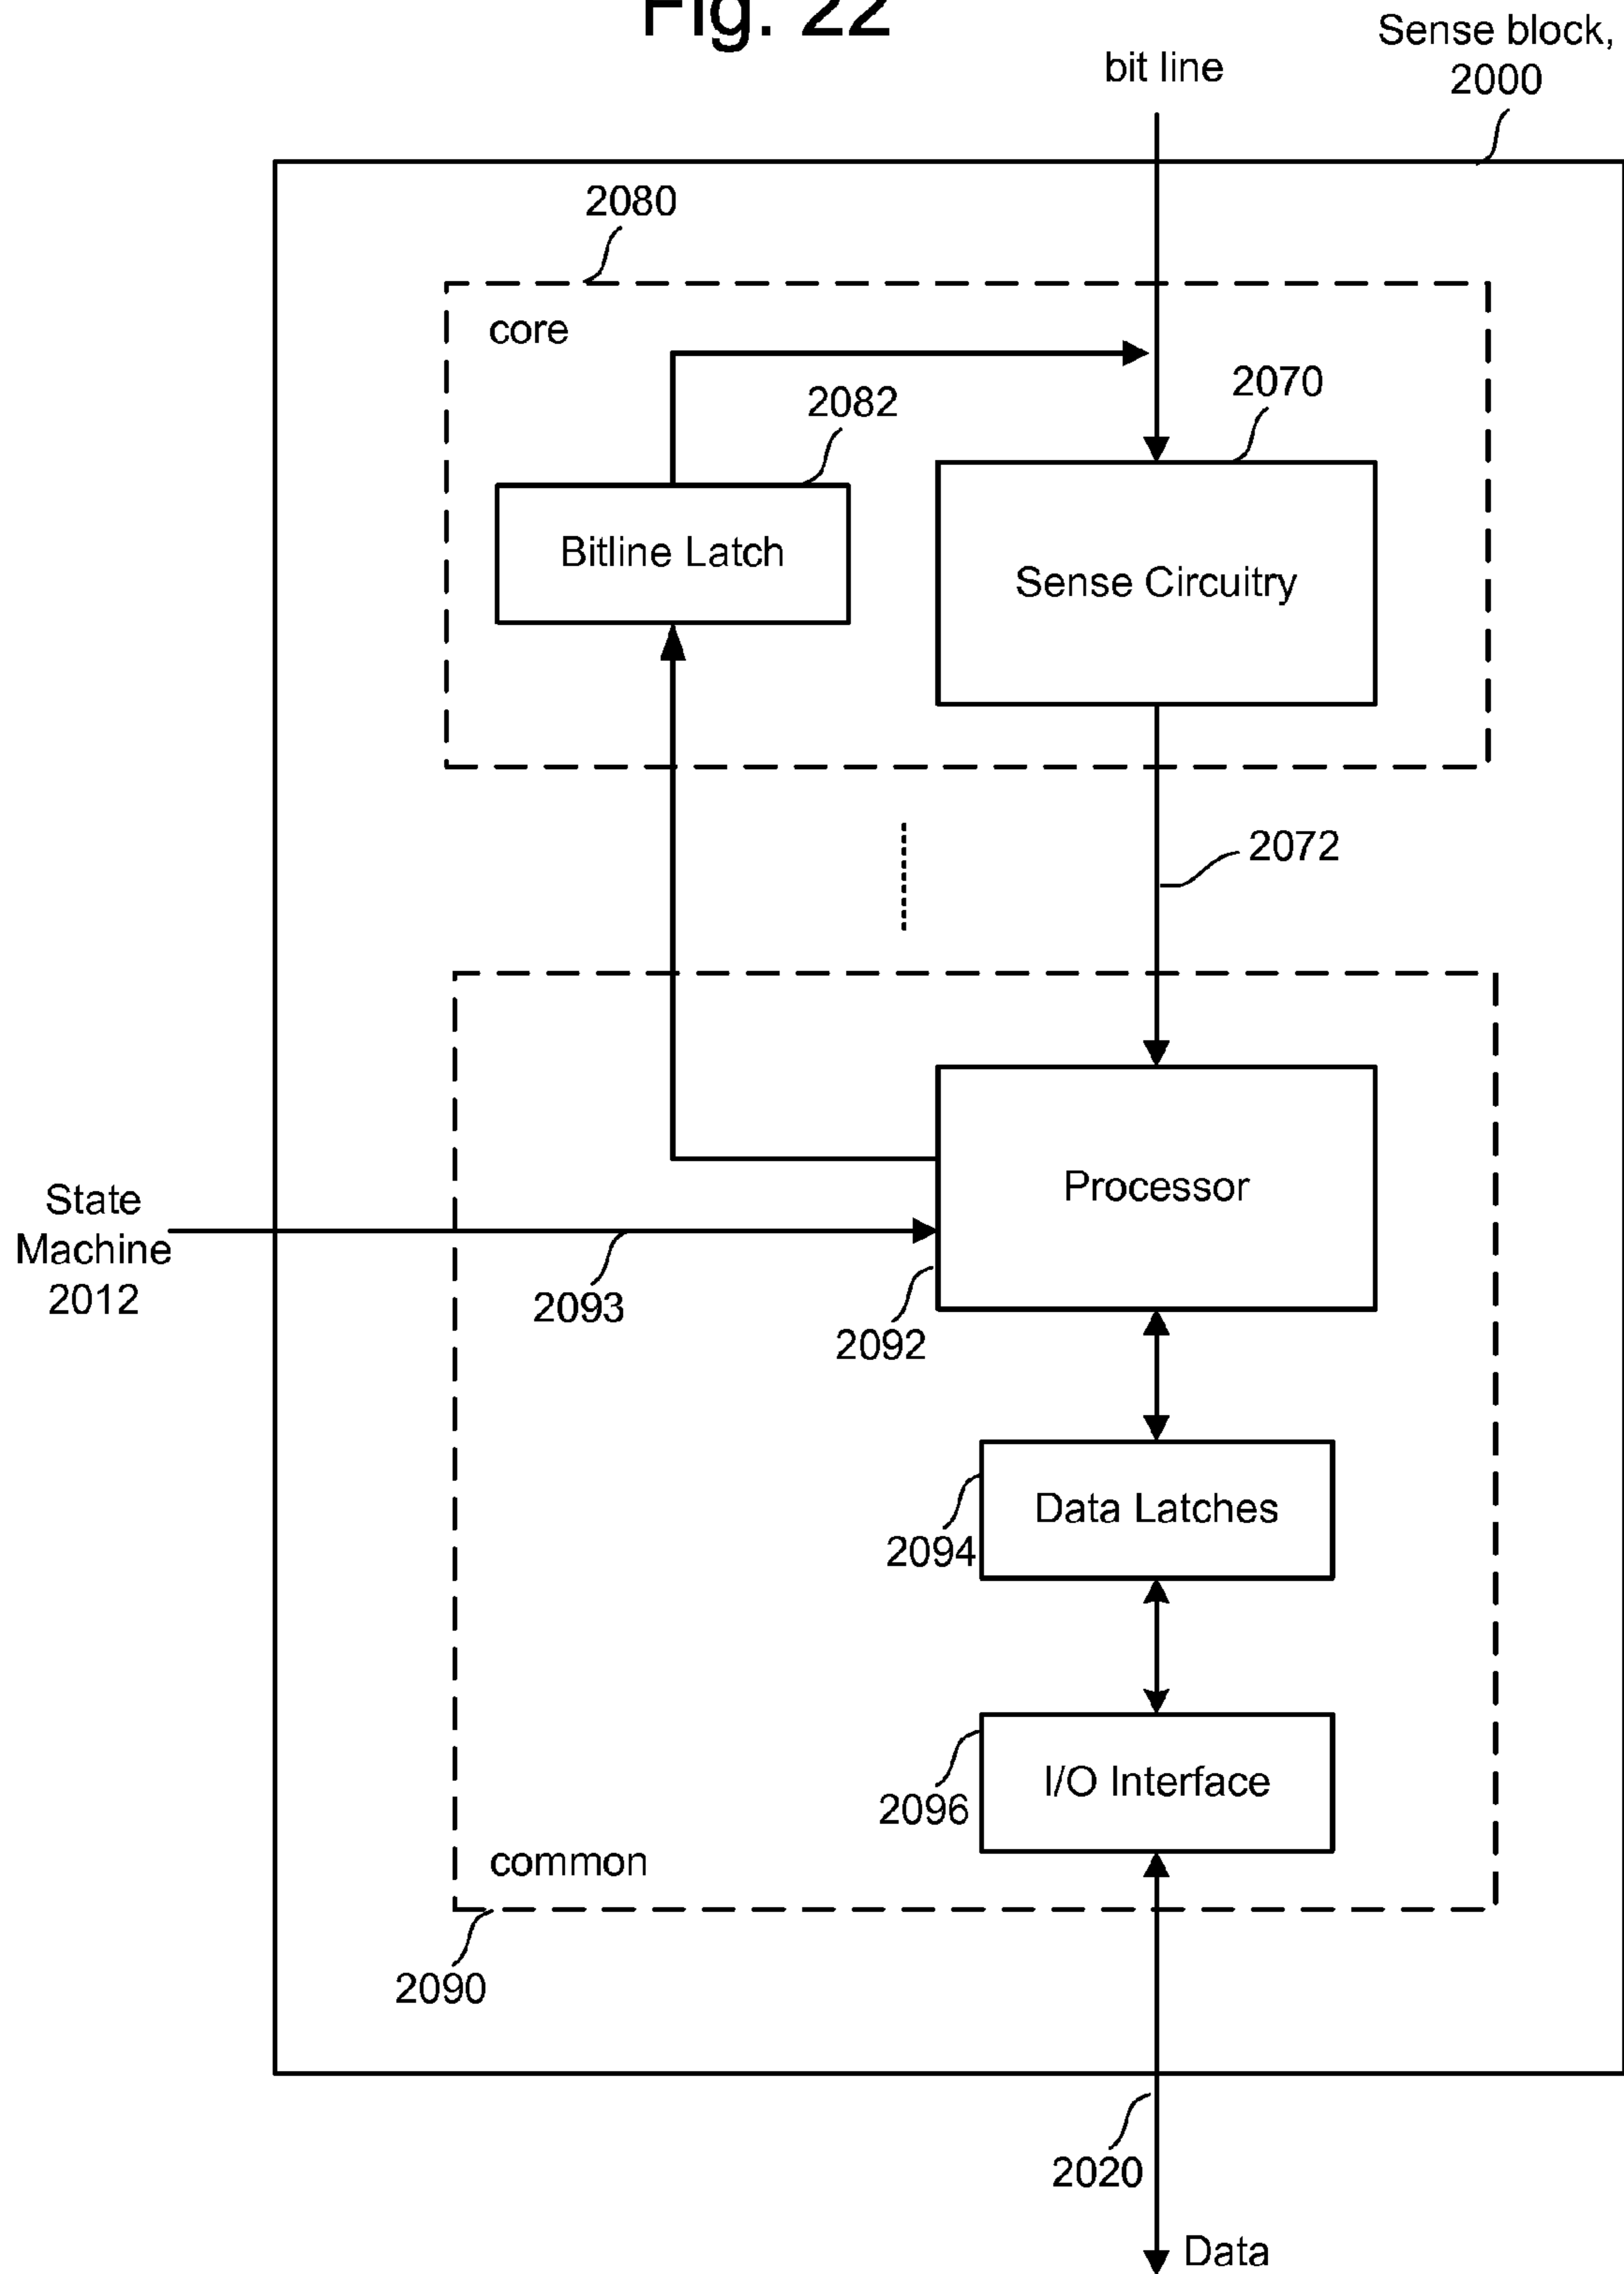 Fig. 22
Sense block,
2000
bit line
2080
core
2070
2082
Bitline Latch
Sense Circuitry
2072
Processor
State
Machine
2012
2093
2092
Data Latches
2094
I/O Interface
2096
common
2090
2020
Data